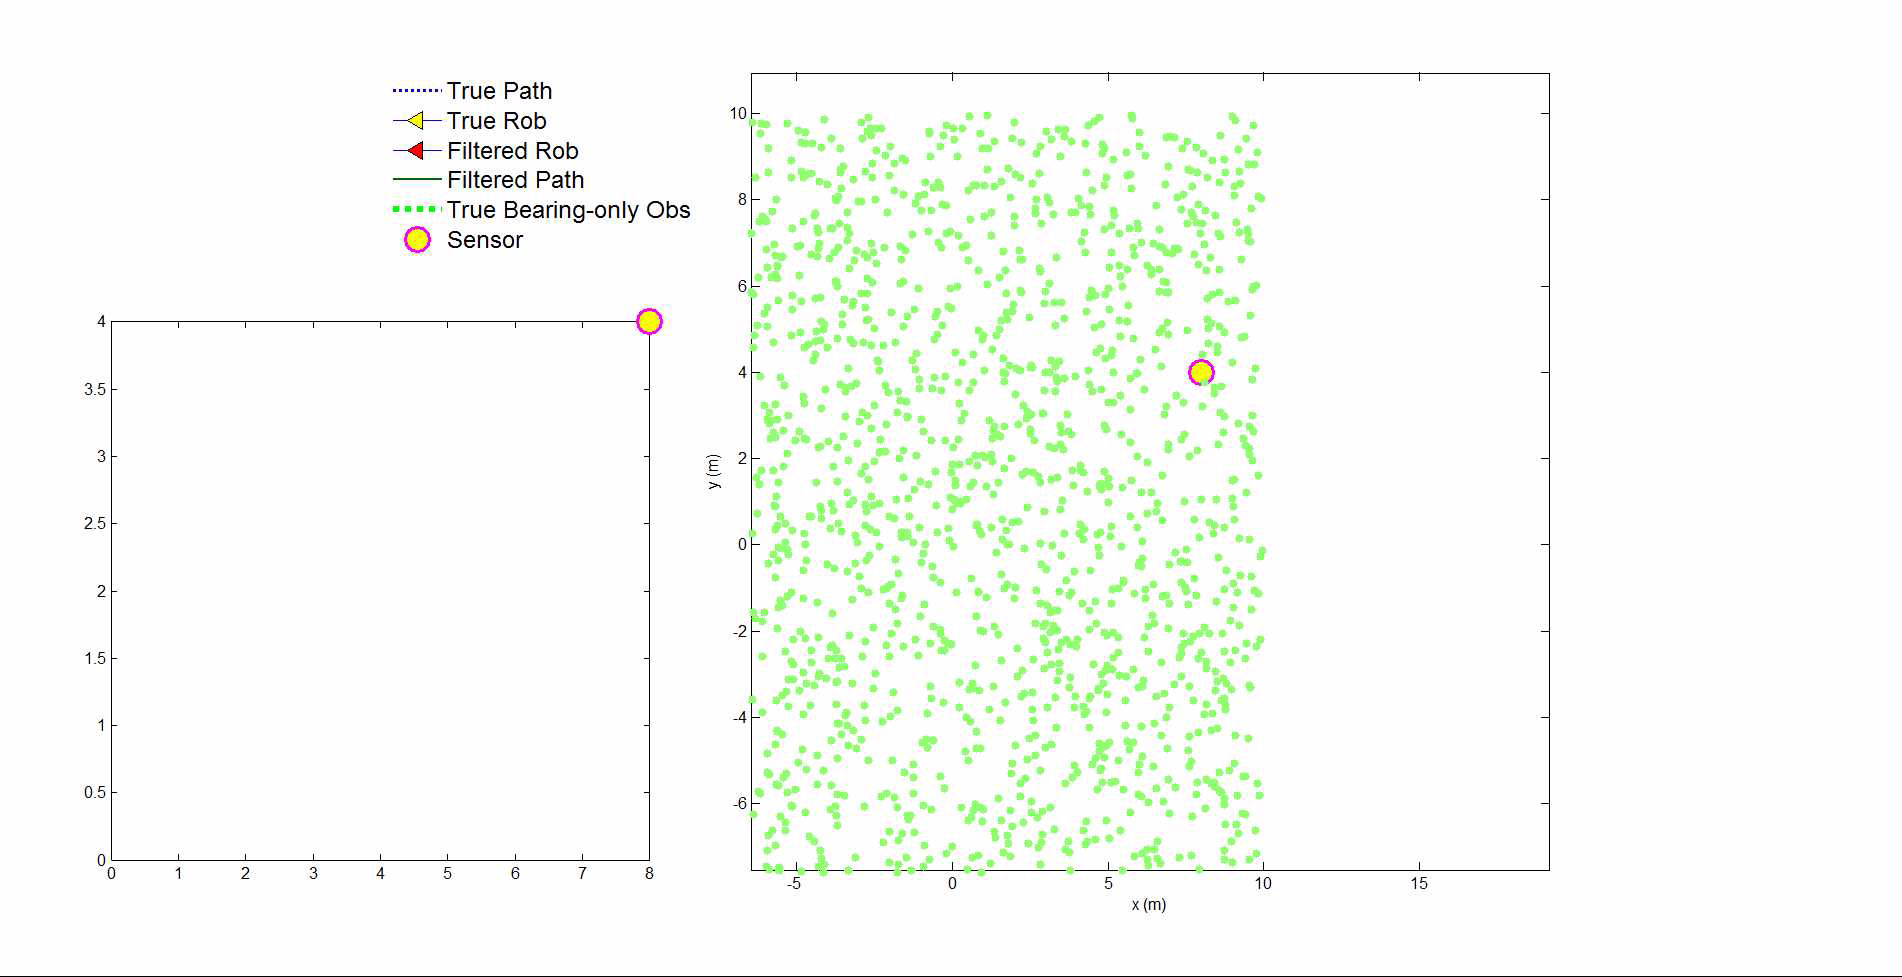 True Path
True Rob
Filtered Rob
Filtered Path
True Bearing-only Obs
Sensor
4
3.5
3
2.5
2
1.5
1
0.5
0
0 1 2 3 4 5 6 7 8
10
8
6
4
2
0
-2
-4
-6
y (m)
-5 0 5 10 15
x (m)